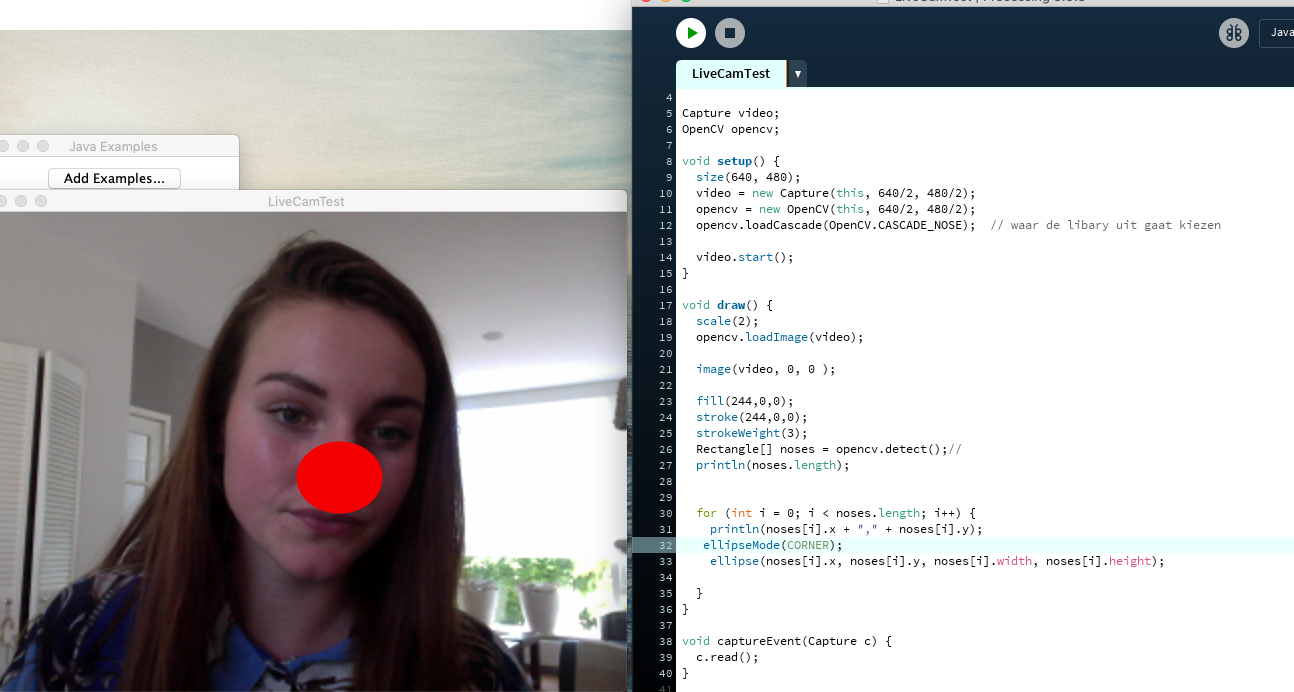 Java Examples
Add Examples...
LiveCamTest
Java
LiveCamTest ▼
4
5 Capture video;
6 OpenCV opencv;
7
8 void setup() {
9 size(640, 480);
10 video = new Capture(this, 640/2, 480/2);
11 opencv = new OpenCV(this, 640/2, 480/2);
12 opencv.loadCascade(OpenCV.CASCADE_NOSE);  // waar de libary uit gaat kiezen
13
14 video.start();
15 }
16
17 void draw() {
18 scale(2);
19 opencv.loadImage(video);
20
21 image(video, 0, 0 );
22
23 fill(244,0,0);
24 stroke(244,0,0);
25 strokeWeight(3);
26 Rectangle[] noses = opencv.detect();//
27 println(noses.length);
28
29
30 for (int i = 0; i < noses.length; i++) {
31 println(noses[i].x + "," + noses[i].y);
32 ellipseMode(CORNER);
33 ellipse(noses[i].x, noses[i].y, noses[i].width, noses[i].height);
34
35 }
36 }
37
38 void captureEvent(Capture c) {
39 c.read();
40 }
41